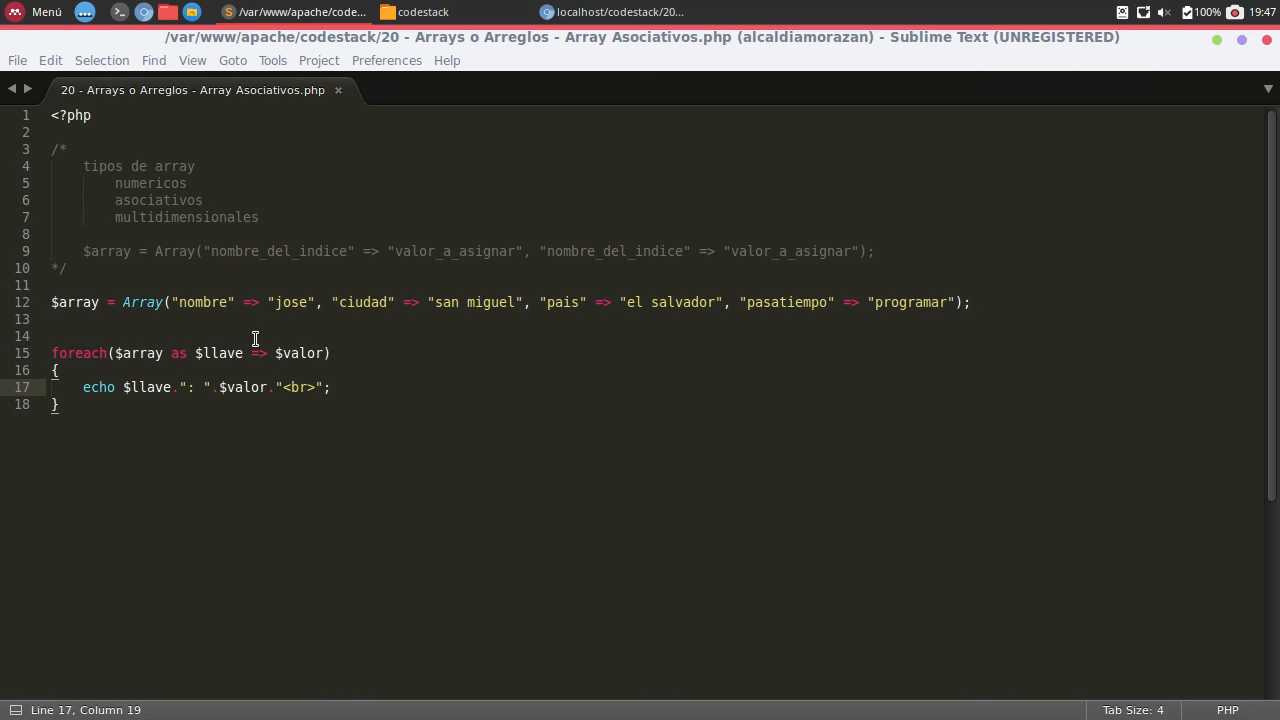 Menú
/var/www/apache/code...
codestack
localhost/codestack/20...
100%
19:47
/var/www/apache/codestack/20 - Arrays o Arreglos - Array Asociativos.php (alcaldiamorazan) - Sublime Text (UNREGISTERED)
File Edit Selection Find View Goto Tools Project Preferences Help
20 - Arrays o Arreglos - Array Asociativos.php ×
1 <?php
2
3 /*
4 tipos de array
5 numericos
6 asociativos
7 multidimensionales
8
9 $array = Array("nombre_del_indice" => "valor_a_asignar", "nombre_del_indice" => "valor_a_asignar");
10 */
11
12 $array = Array("nombre" => "jose", "ciudad" => "san miguel", "pais" => "el salvador", "pasatiempo" => "programar");
13
14
15 foreach($array as $llave => $valor)
16 {
17 echo $llave.": ".$valor."<br>";
18 }
Line 17, Column 19
Tab Size: 4
PHP